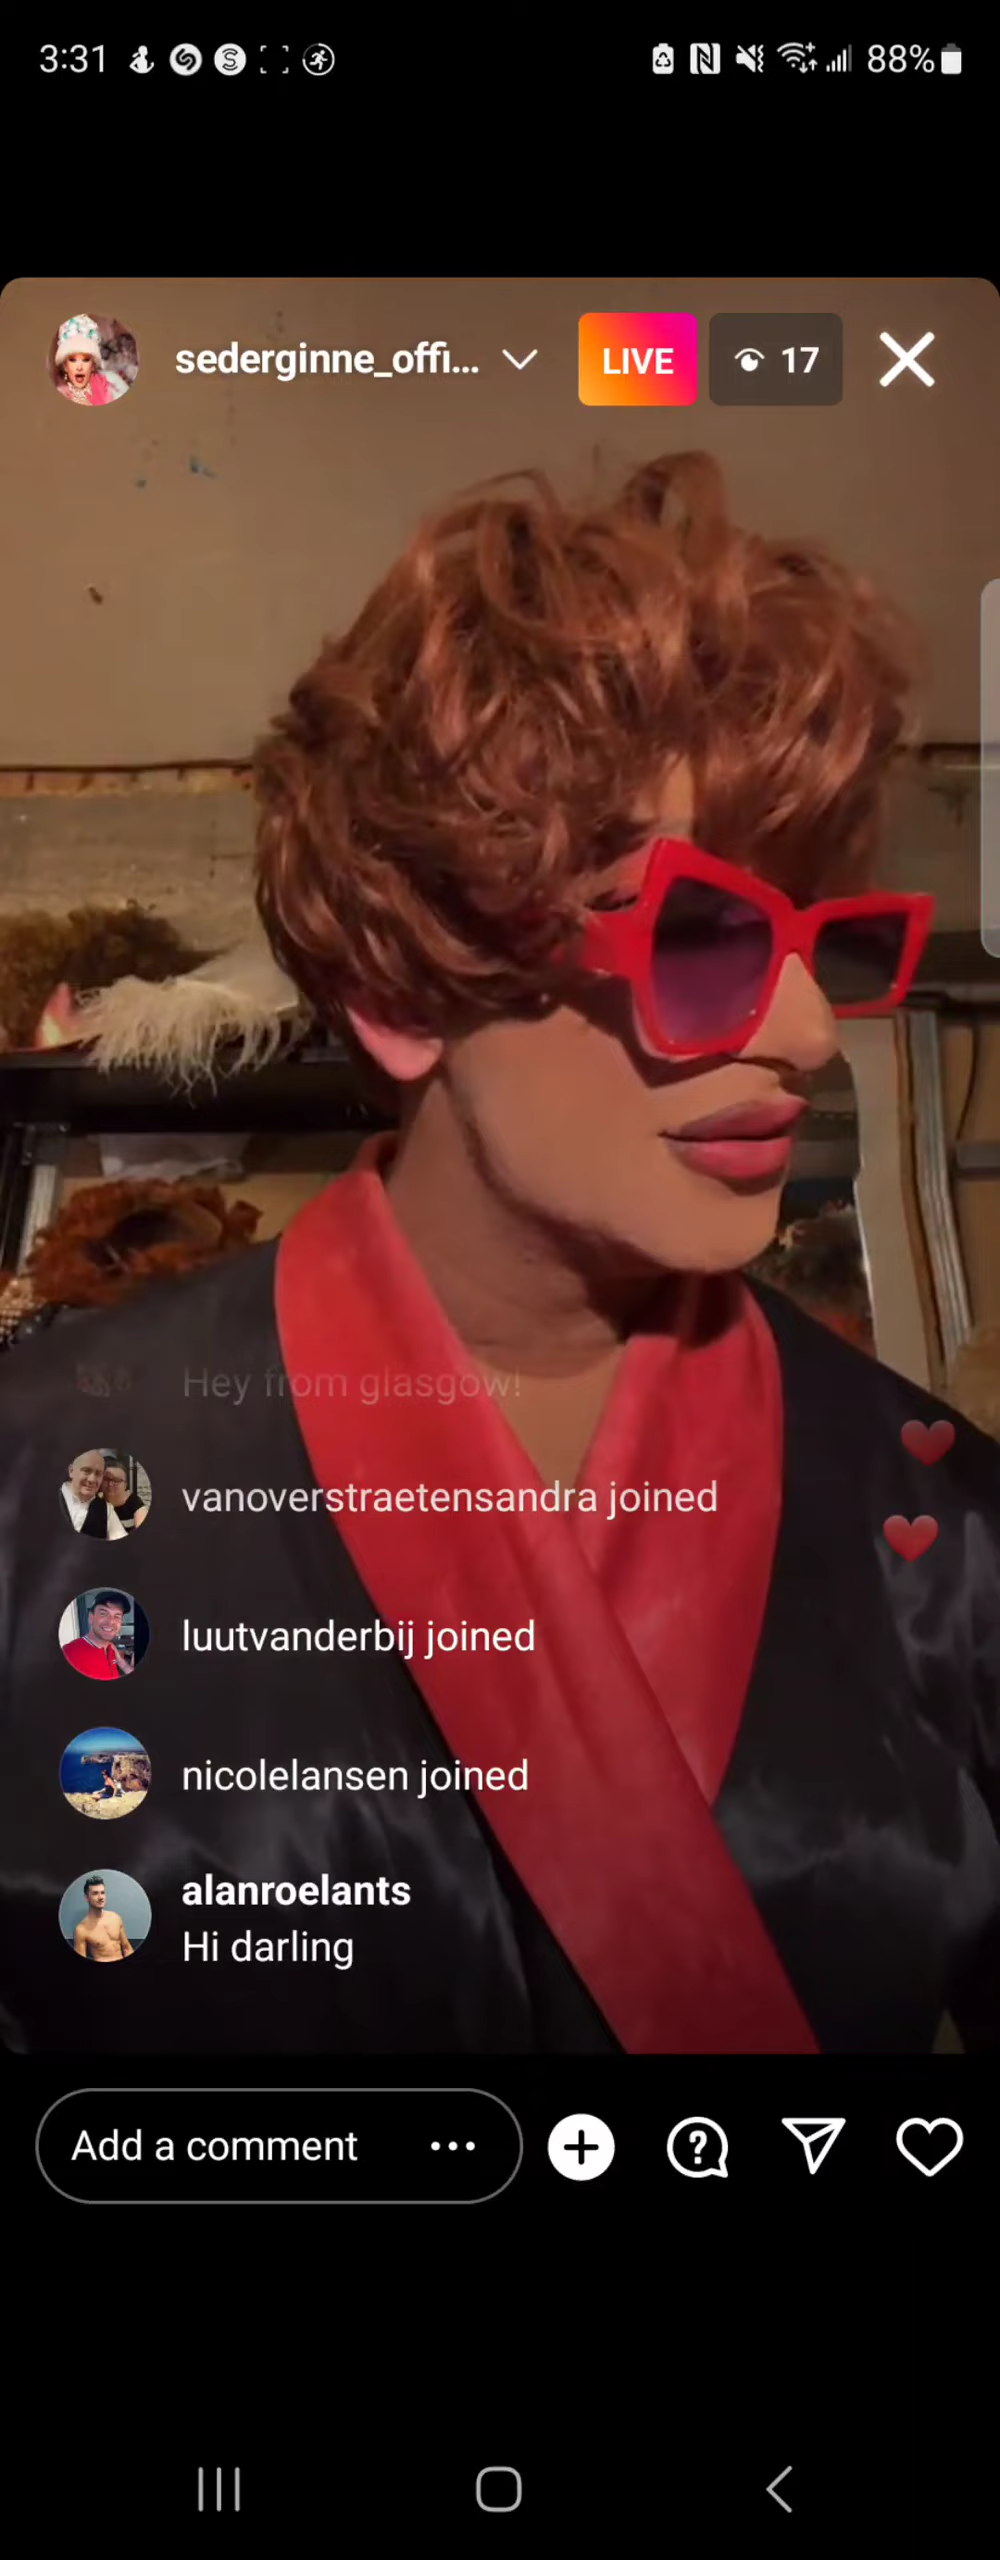 3:31
88%
sederginne_offi...
LIVE
17
Hey from glasgow!
vanoverstraetensandra joined
luutvanderbij joined
nicolelansen joined
alanroelants
Hi darling
Add a comment